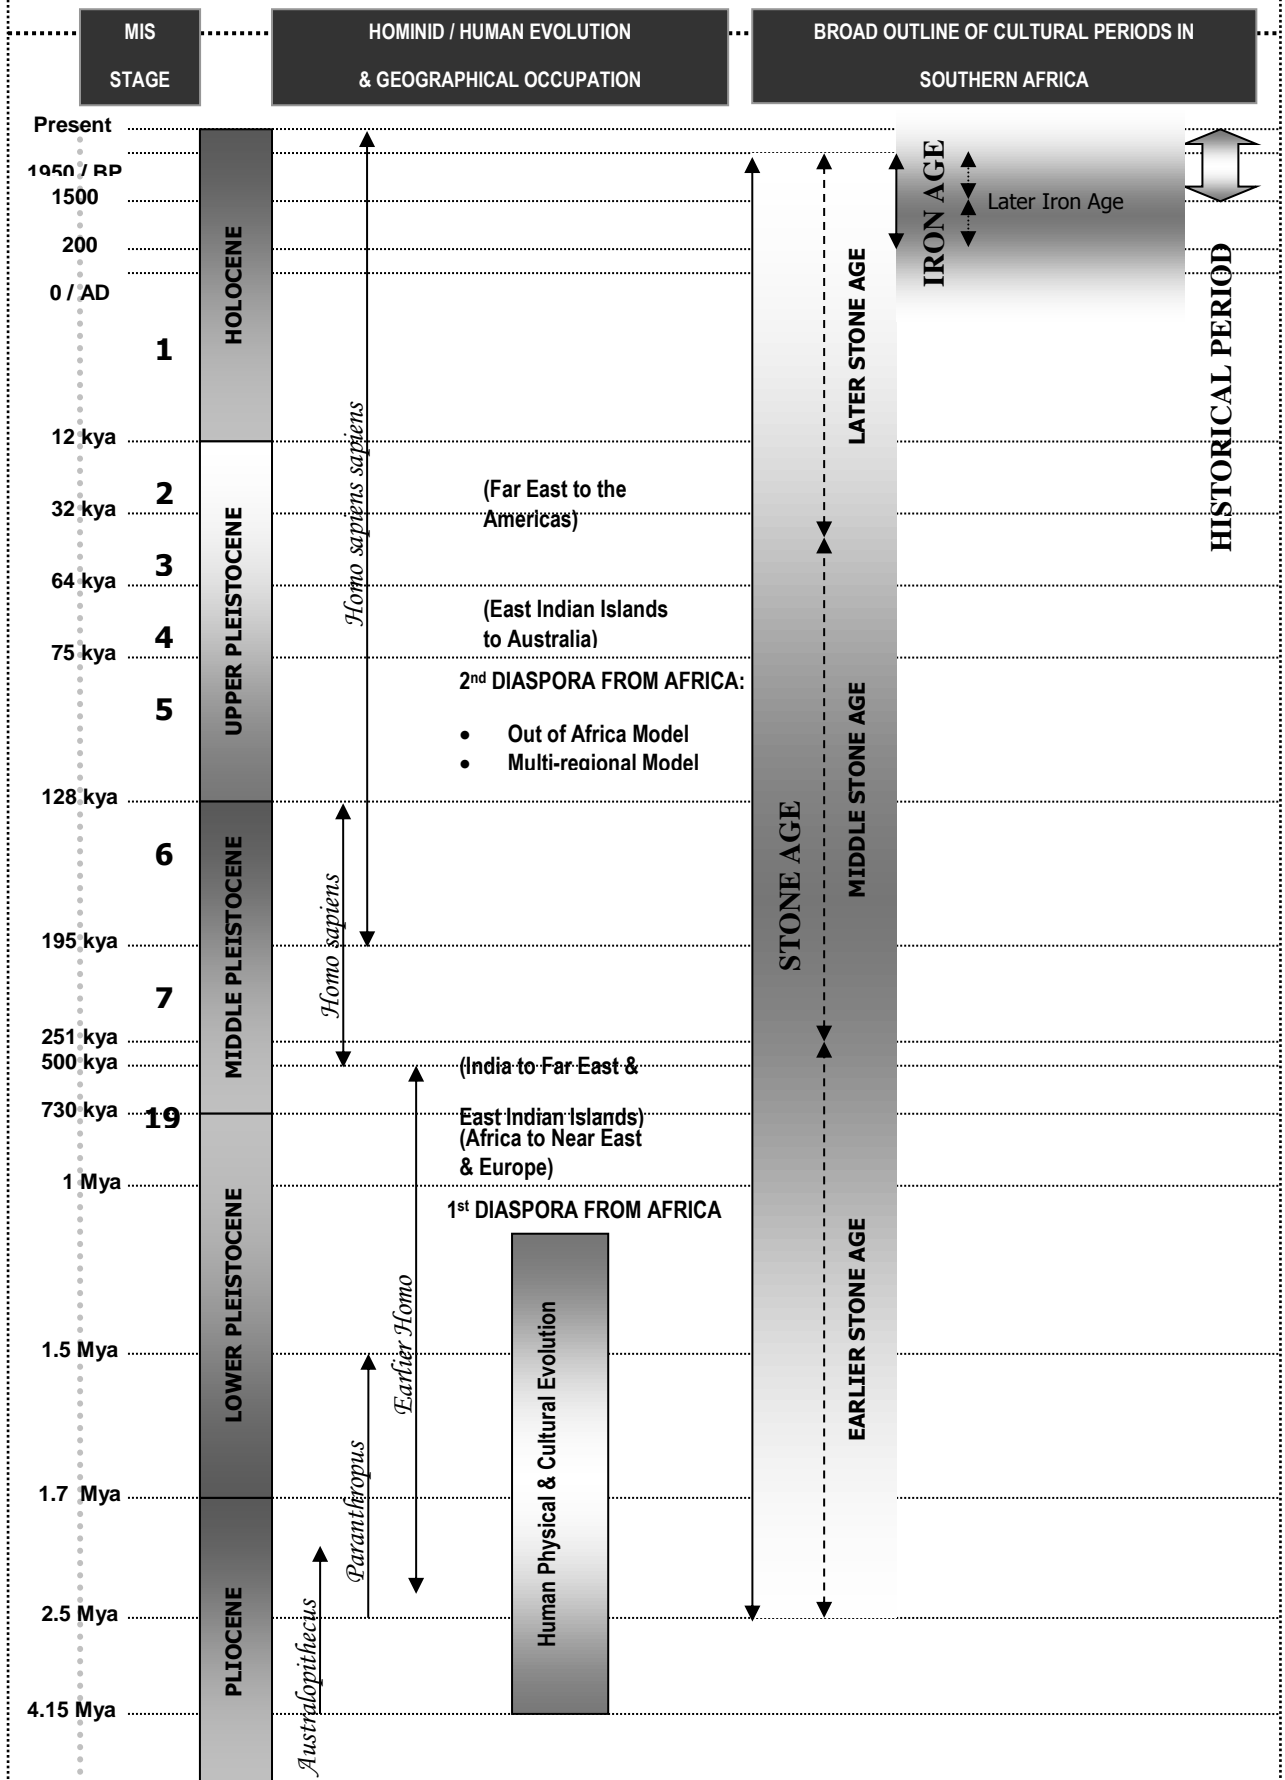 MIS
STAGE
HOMINID / HUMAN EVOLUTION
& GEOGRAPHICAL OCCUPATION
BROAD OUTLINE OF CULTURAL PERIODS IN
SOUTHERN AFRICA
Present
1950 / BP
1500
200
0 / AD
12 kya
32 kya
64 kya
75 kya
128 kya
195 kya
251 kya
500 kya
730 kya
1 Mya
1.5 Mya
1.7 Mya
2.5 Mya
4.15 Mya
1
2
3
4
5
6
7
19
HOLOCENE
UPPER PLEISTOCENE
MIDDLE PLEISTOCENE
LOWER PLEISTOCENE
PLIOCENE
Homo sapiens sapiens
Homo sapiens
Earlier Homo
Paranthropus
Australopithecus
(Far East to the
Americas)
(East Indian Islands
to Australia)
2nd DIASPORA FROM AFRICA:
• Out of Africa Model
• Multi-regional Model
(India to Far East &
East Indian Islands)
(Africa to Near East
& Europe)
1st DIASPORA FROM AFRICA
Human Physical & Cultural Evolution
STONE AGE
LATER STONE AGE
MIDDLE STONE AGE
EARLIER STONE AGE
IRON AGE
Later Iron Age
HISTORICAL PERIOD